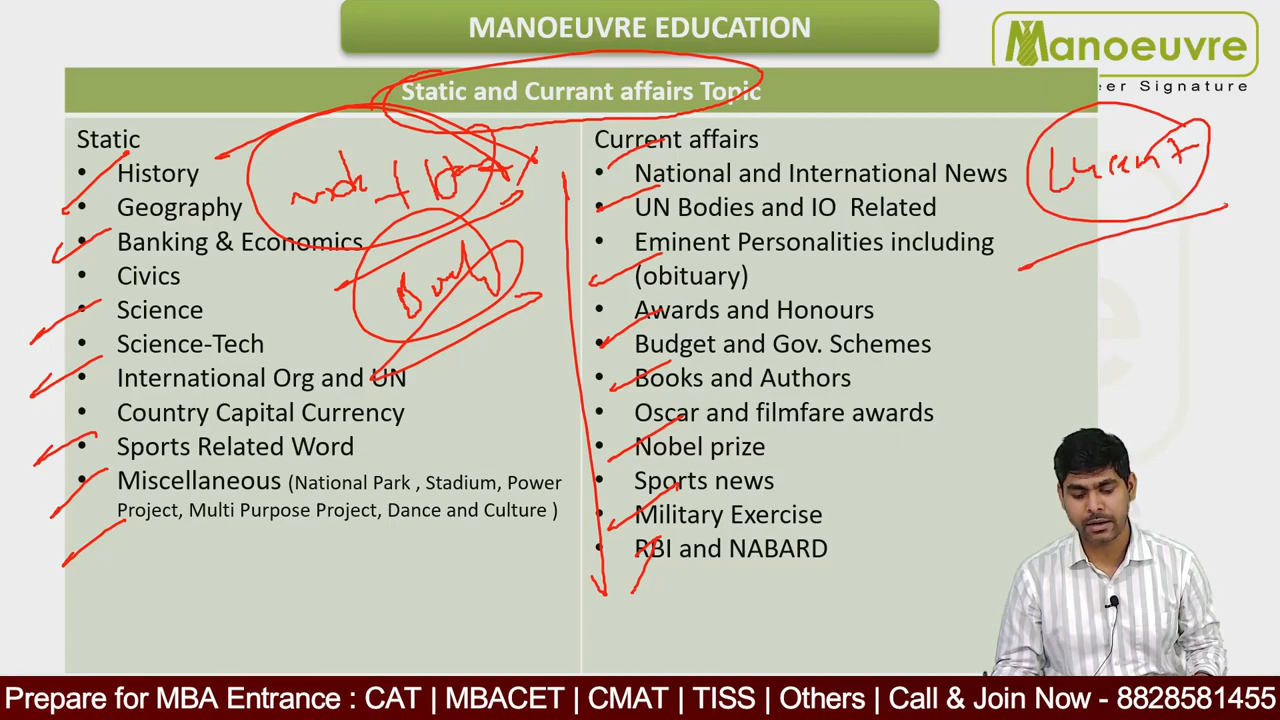 MANOEUVRE EDUCATION
Manoeuvre
eer Signature
Static and Currant affairs Topic
Static
• History
• Geography
• Banking & Economics
• Civics
• Science
• Science-Tech
• International Org and UN
• Country Capital Currency
• Sports Related Word
• Miscellaneous (National Park , Stadium, Power
Project, Multi Purpose Project, Dance and Culture )
Current affairs
• National and International News
• UN Bodies and IO Related
• Eminent Personalities including
(obituary)
• Awards and Honours
• Budget and Gov. Schemes
• Books and Authors
• Oscar and filmfare awards
• Nobel prize
• Sports news
• Military Exercise
• RBI and NABARD
Prepare for MBA Entrance : CAT | MBACET | CMAT | TISS | Others | Call & Join Now - 8828581455